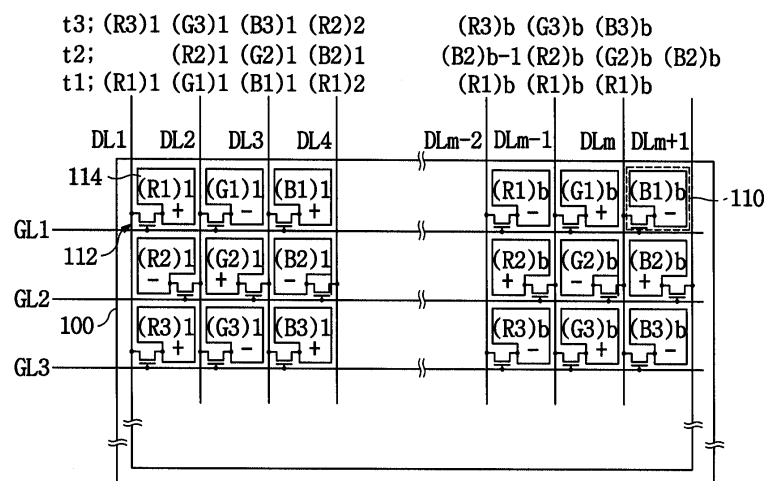 t3; (R3)1 (G3)1 (B3)1 (R2)2 (R3)b (G3)b (B3)b
t2; (R2)1 (G2)1 (B2)1 (B2)b-1 (R2)b (G2)b (B2)b
t1; (R1)1 (G1)1 (B1)1 (R1)2 (R1)b (R1)b (R1)b
DL1 DL2 DL3 DL4 DLm-2 DLm-1 DLm DLm+1
114 (R1)1 (G1)1 (B1)1 (R1)b (G1)b (B1)b 110
+ - + - + -
GL1
112 (R2)1 (G2)1 (B2)1 (R2)b (G2)b (B2)b
- + - + - +
GL2
100 (R3)1 (G3)1 (B3)1 (R3)b (G3)b (B3)b
+ - + - + -
GL3